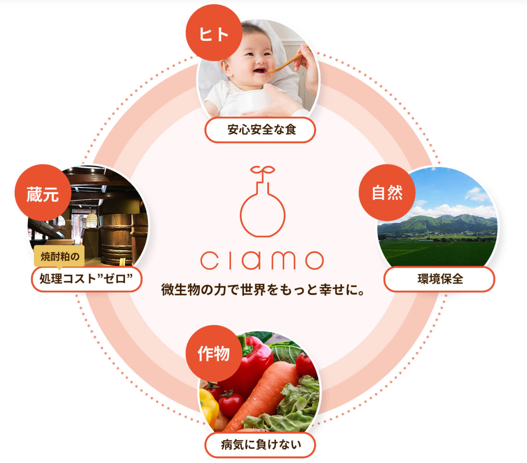 ヒト
安心安全な食
蔵元
焼酎粕の
処理コスト”ゼロ”
自然
環境保全
ciamo
微生物の力で世界をもっと幸せに。
作物
病気に負けない